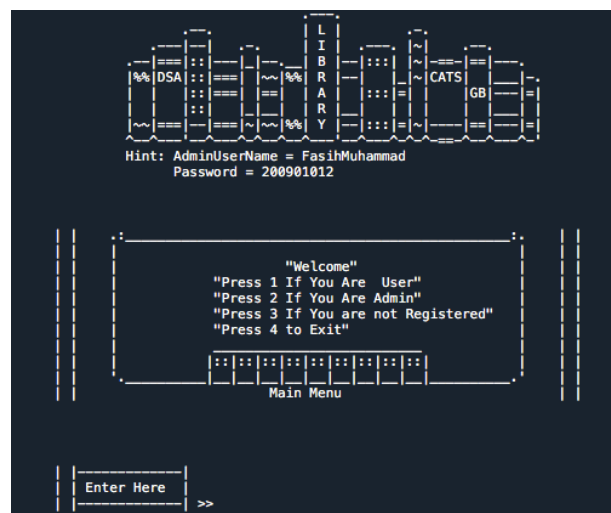 LIBRARY
DSA
CATS
GB
Hint: AdminUserName = FasihMuhammad
Password = 200901012
"Welcome"
"Press 1 If You Are  User"
"Press 2 If You Are Admin"
"Press 3 If You are not Registered"
"Press 4 to Exit"
Main Menu
Enter Here
>>